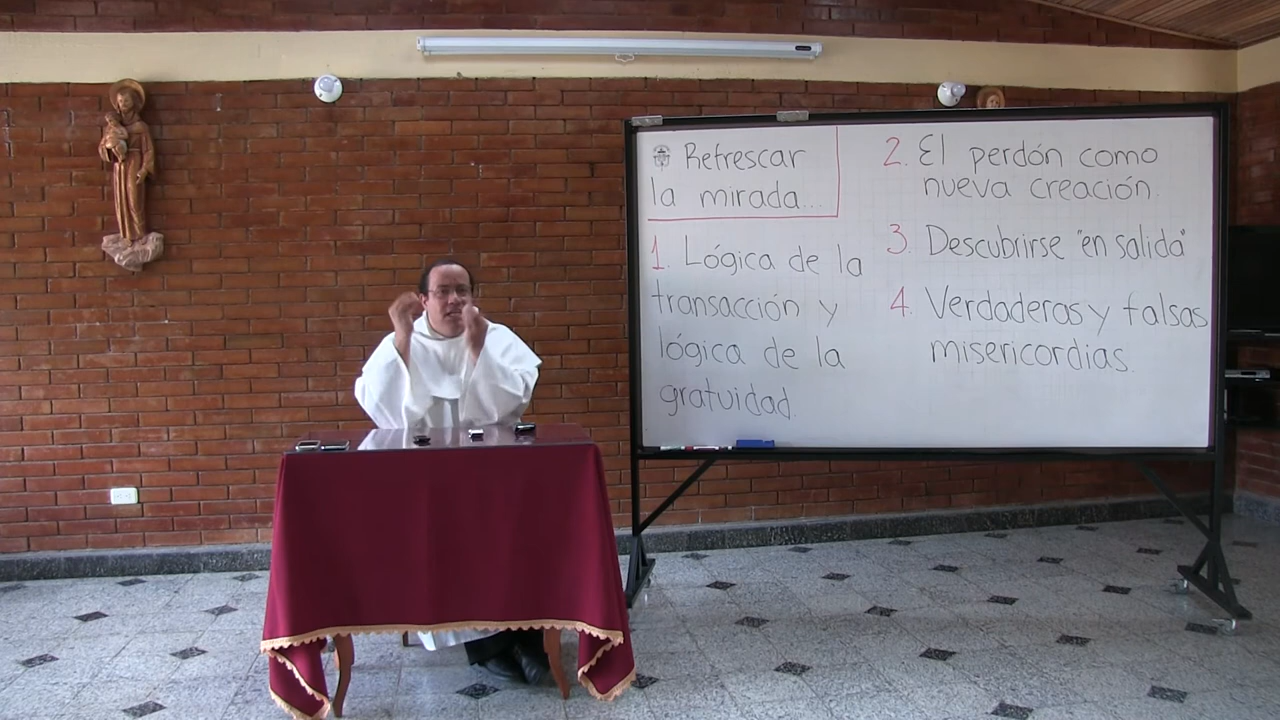 Refrescar
la mirada...
1. Lógica de la
transacción y
lógica de la
gratuidad.
2. El perdón como
nueva creación.
3. Descubrirse "en salida"
4. Verdaderas y falsas
misericordias.